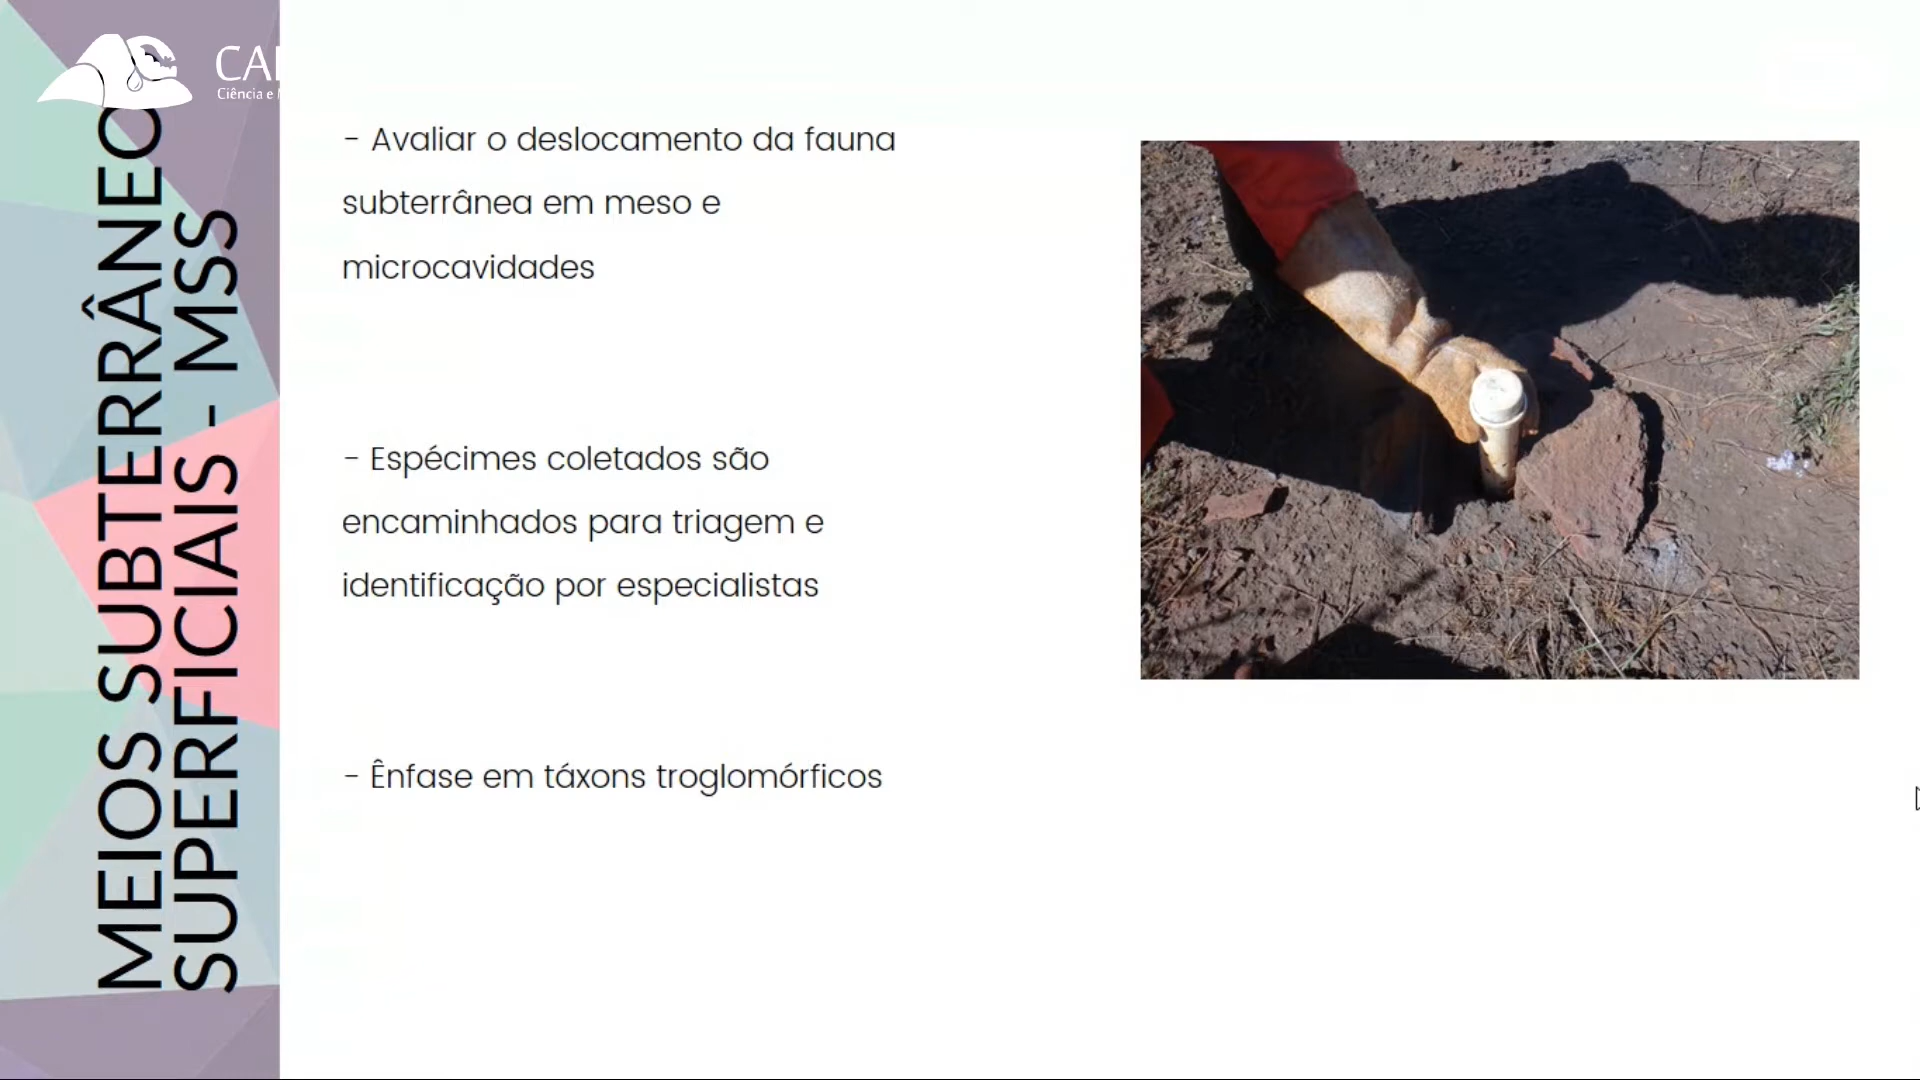 Ciência e
MEIOS SUBTERRÂNEO
SUPERFICIAIS - MSS
- Avaliar o deslocamento da fauna
subterrânea em meso e
microcavidades
- Espécimes coletados são
encaminhados para triagem e
identificação por especialistas
- Ênfase em táxons troglomórficos